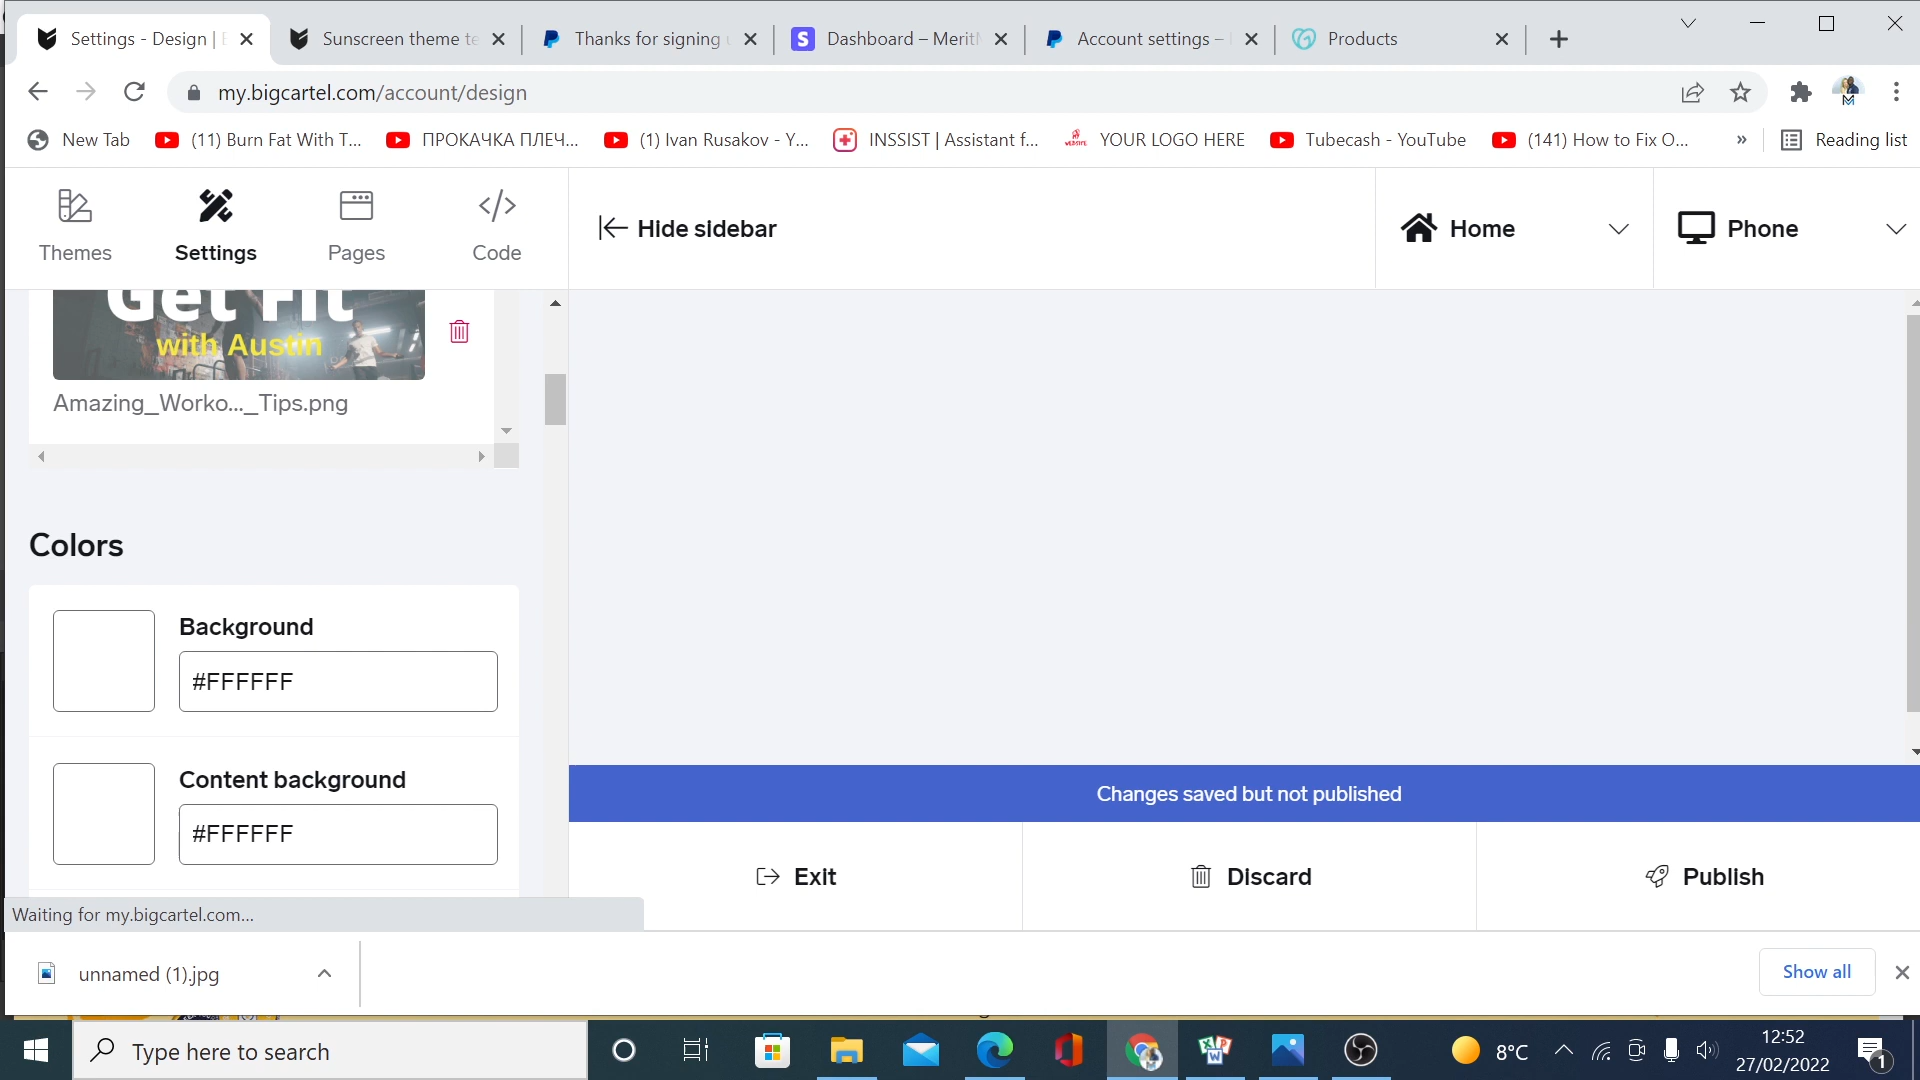 Settings - Design |
Sunscreen theme te
Thanks for signing
Dashboard – Merit
Account settings –
Products
my.bigcartel.com/account/design
New Tab
(11) Burn Fat With T...
ПРОКАЧКА ПЛЕЧ...
(1) Ivan Rusakov - Y...
INSSIST | Assistant f...
YOUR LOGO HERE
Tubecash - YouTube
(141) How to Fix O...
»
Reading list
Themes
Settings
Pages
Code
Hide sidebar
Home
Phone
Get Fit
with Austin
Amazing_Worko..._Tips.png
Colors
Background
#FFFFFF
Content background
#FFFFFF
Changes saved but not published
Exit
Discard
Publish
Waiting for my.bigcartel.com...
unnamed (1).jpg
Show all
Type here to search
8°C
12:52
27/02/2022
1